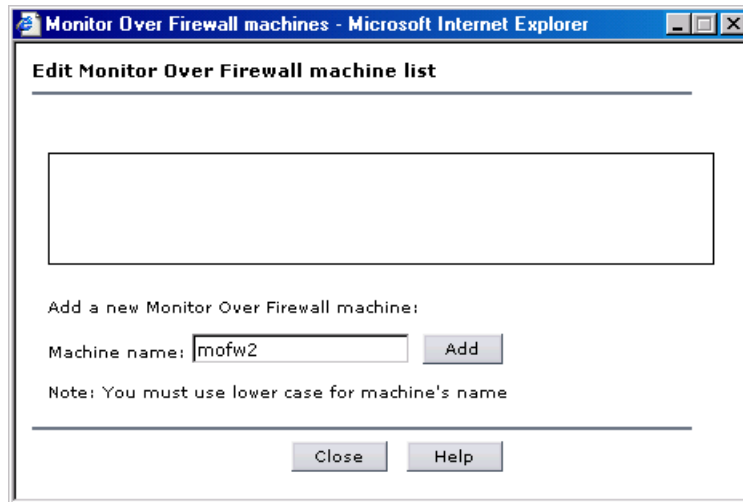 Monitor Over Firewall machines - Microsoft Internet Explorer
Edit Monitor Over Firewall machine list
Add a new Monitor Over Firewall machine:
Machine name: mofw2 Add
Note: You must use lower case for machine's name
Close Help